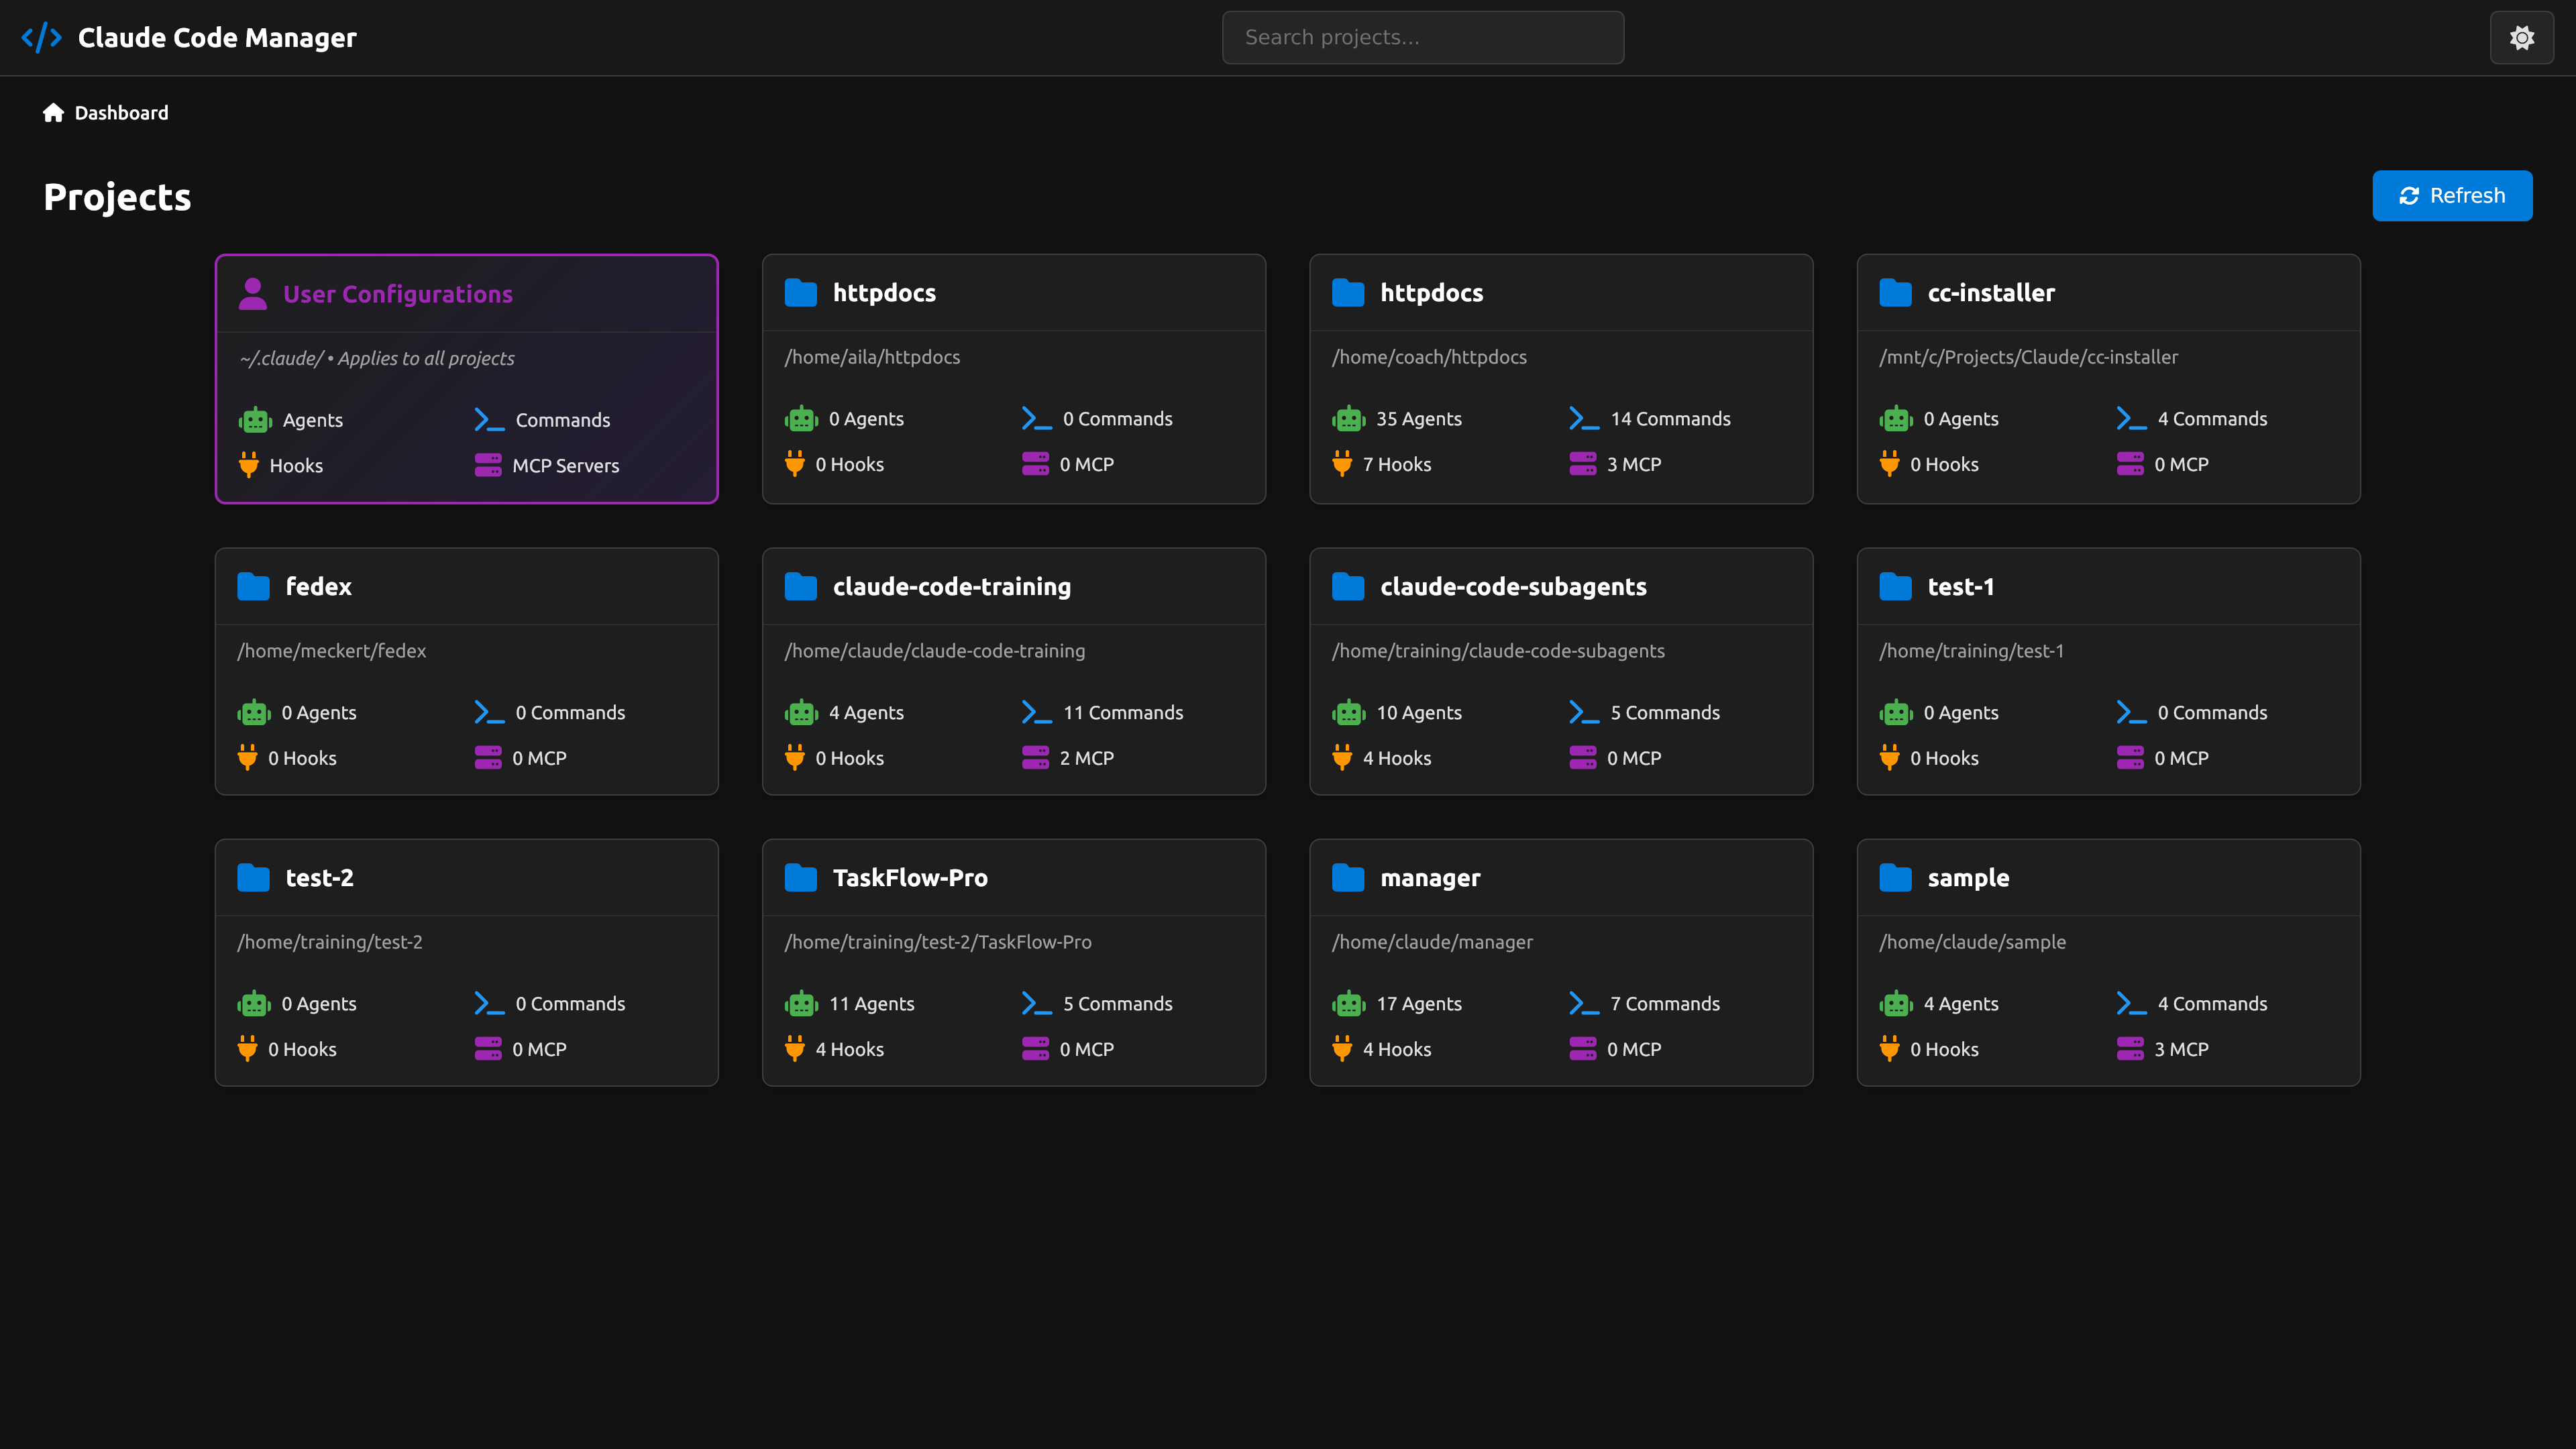 Claude Code Manager
Search projects...
Dashboard
Projects
Refresh
User Configurations
~/.claude/ • Applies to all projects
Agents
Commands
Hooks
MCP Servers
httpdocs
/home/aila/httpdocs
0 Agents
0 Commands
0 Hooks
0 MCP
httpdocs
/home/coach/httpdocs
35 Agents
14 Commands
7 Hooks
3 MCP
cc-installer
/mnt/c/Projects/Claude/cc-installer
0 Agents
4 Commands
0 Hooks
0 MCP
fedex
/home/meckert/fedex
0 Agents
0 Commands
0 Hooks
0 MCP
claude-code-training
/home/claude/claude-code-training
4 Agents
11 Commands
0 Hooks
2 MCP
claude-code-subagents
/home/training/claude-code-subagents
10 Agents
5 Commands
4 Hooks
0 MCP
test-1
/home/training/test-1
0 Agents
0 Commands
0 Hooks
0 MCP
test-2
/home/training/test-2
0 Agents
0 Commands
0 Hooks
0 MCP
TaskFlow-Pro
/home/training/test-2/TaskFlow-Pro
11 Agents
5 Commands
4 Hooks
0 MCP
manager
/home/claude/manager
17 Agents
7 Commands
4 Hooks
0 MCP
sample
/home/claude/sample
4 Agents
4 Commands
0 Hooks
3 MCP